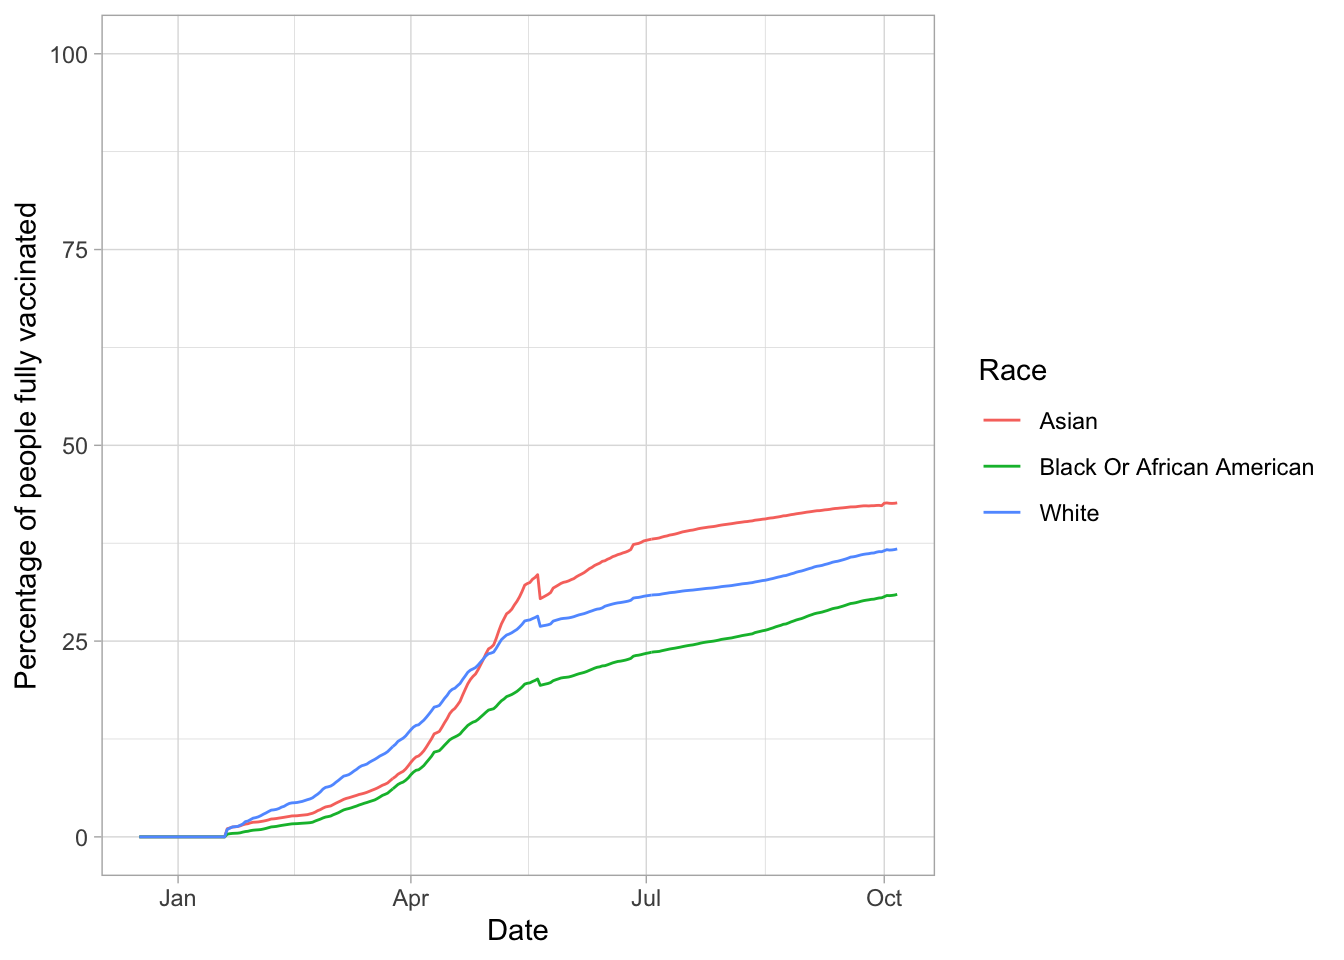 100
75
50
25
0
Percentage of people fully vaccinated
Jan
Apr
Jul
Oct
Date
Race
Asian
Black Or African American
White